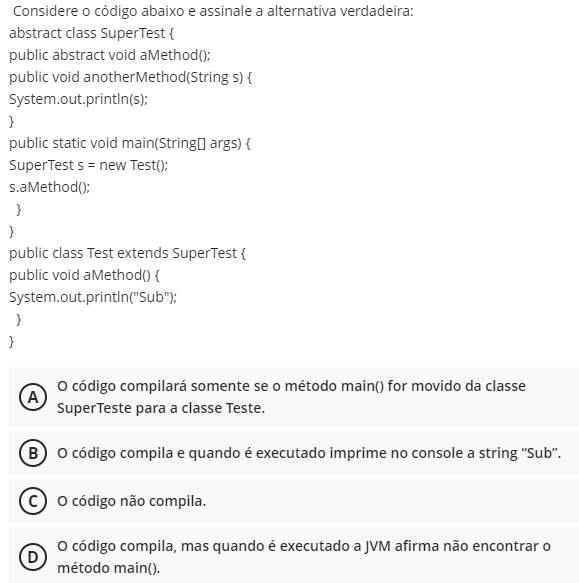 Considere o código abaixo e assinale a alternativa verdadeira:
abstract class SuperTest {
public abstract void aMethod();
public void anotherMethod(String s) {
System.out.println(s);
}
public static void main(String[] args) {
SuperTest s = new Test();
s.aMethod();
}
}
public class Test extends SuperTest {
public void aMethod() {
System.out.println("Sub");
}
}
A O código compilará somente se o método main() for movido da classe
SuperTeste para a classe Teste.
B O código compila e quando é executado imprime no console a string “Sub”.
C O código não compila.
D O código compila, mas quando é executado a JVM afirma não encontrar o
método main().